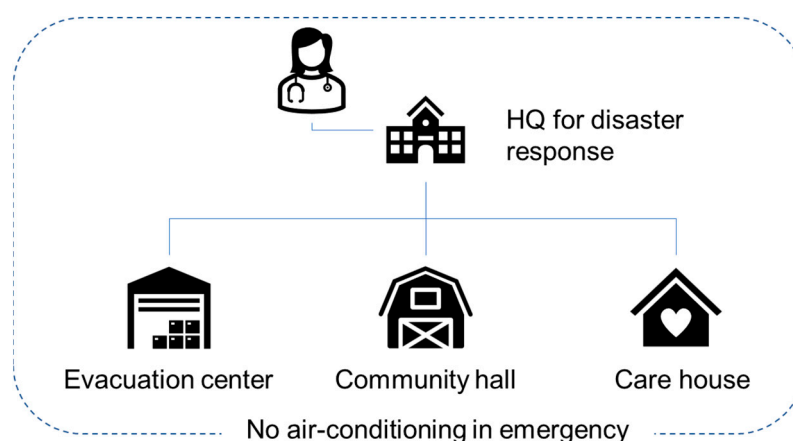 HQ for disaster
response
Evacuation center
Community hall
Care house
No air-conditioning in emergency